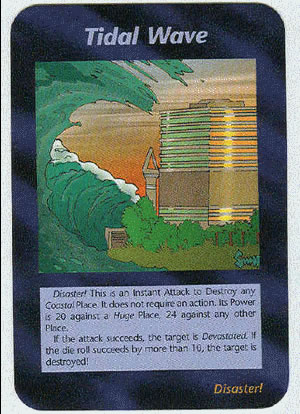 Tidal Wave
Disaster! This is an Instant Attack to Destroy any
Coastal Place. It does not require an action. Its Power
is 20 against a Huge Place, 24 against any other
Place.
If the attack succeeds, the target is Devastated. If
the die roll succeeds by more than 10, the target is
destroyed!
Disaster!